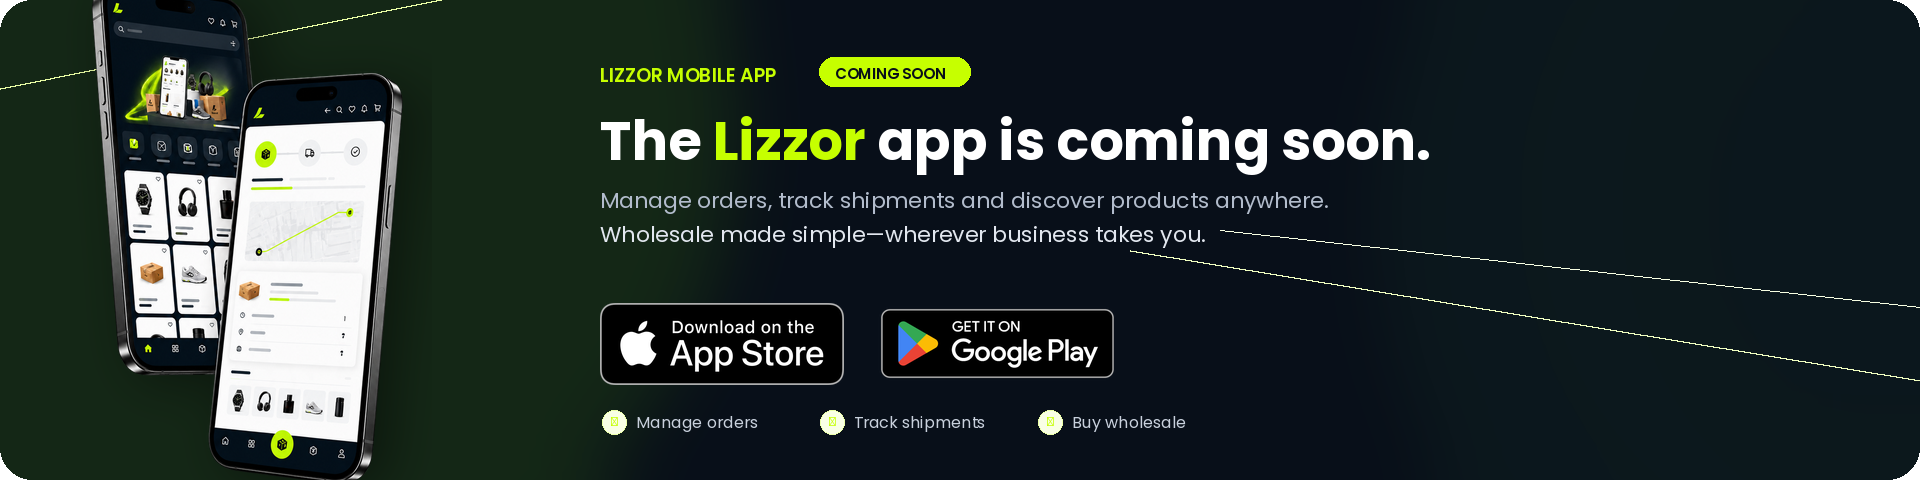 LIZZOR MOBILE APP
COMING SOON
The Lizzor app is coming soon.
Manage orders, track shipments and discover products anywhere.
Wholesale made simple—wherever business takes you.
Download on the
App Store
GET IT ON
Google Play
Manage orders
Track shipments
Buy wholesale